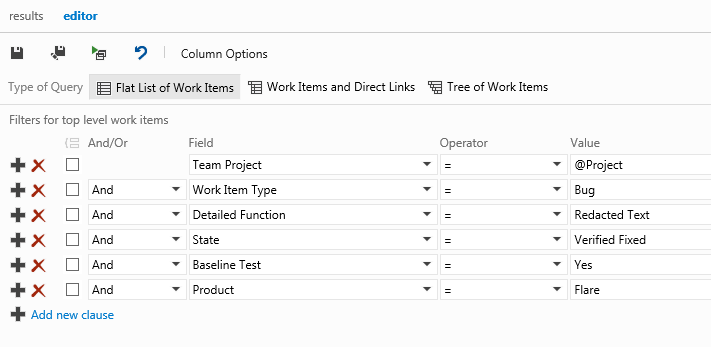 results editor
Column Options
Type of Query Flat List of Work Items Work Items and Direct Links Tree of Work Items
Filters for top level work items
And/Or Field Operator Value
Team Project = @Project
And Work Item Type = Bug
And Detailed Function = Redacted Text
And State = Verified Fixed
And Baseline Test = Yes
And Product = Flare
Add new clause